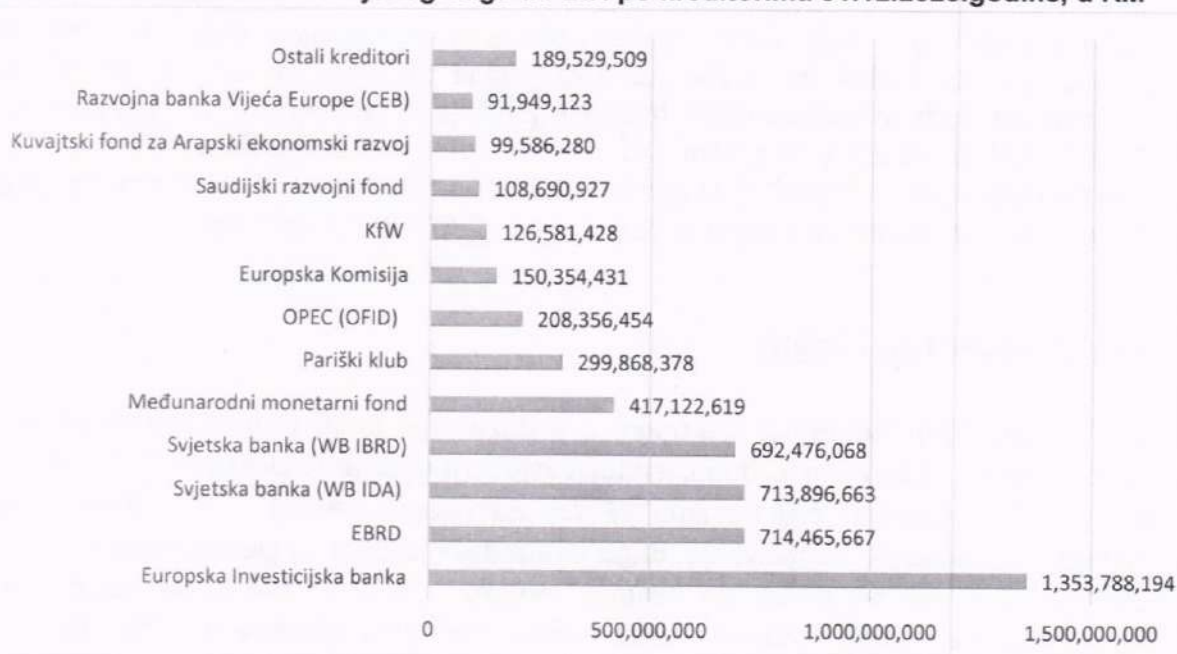 Ostali kreditori 189,529,509
Razvojna banka Vijeća Europe (CEB) 91,949,123
Kuvajtski fond za Arapski ekonomski razvoj 99,586,280
Saudijski razvojni fond 108,690,927
KfW 126,581,428
Europska Komisija 150,354,431
OPEC (OFID) 208,356,454
Pariški klub 299,868,378
Međunarodni monetarni fond 417,122,619
Svjetska banka (WB IBRD) 692,476,068
Svjetska banka (WB IDA) 713,896,663
EBRD 714,465,667
Europska Investicijska banka 1,353,788,194
0 500,000,000 1,000,000,000 1,500,000,000